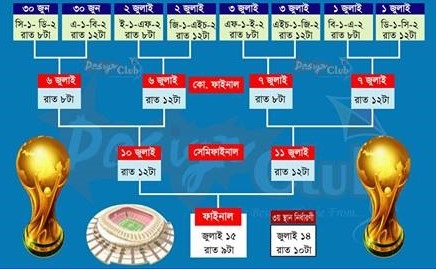 ৩০ জুন ৩০ জুন ২ জুলাই ২ জুলাই ৩ জুলাই ৩ জুলাই ১ জুলাই ১ জুলাই
সি-১- ডি-২ এ-১-বি-২ ই-১-এফ-২ জি-১-এইচ-২ এফ-১-ই-২ এইচ-১-জি-২ বি-১-এ-২ ডি-১-সি-২
রাত ৮টা রাত ১২টা রাত ৮টা রাত ১২টা রাত ৮টা রাত ১২টা রাত ৮টা রাত ১২টা
৬ জুলাই ৬ জুলাই কো. ফাইনাল ৭ জুলাই ৭ জুলাই
রাত ৮টা রাত ১২টা রাত ৮টা রাত ১২টা
১০ জুলাই সেমিফাইনাল ১১ জুলাই
রাত ১২টা রাত ১২টা
ফাইনাল ৩য় স্থান নির্ধারণী
জুলাই ১৫ জুলাই ১৪
রাত ৯টা রাত ১০টা
Club